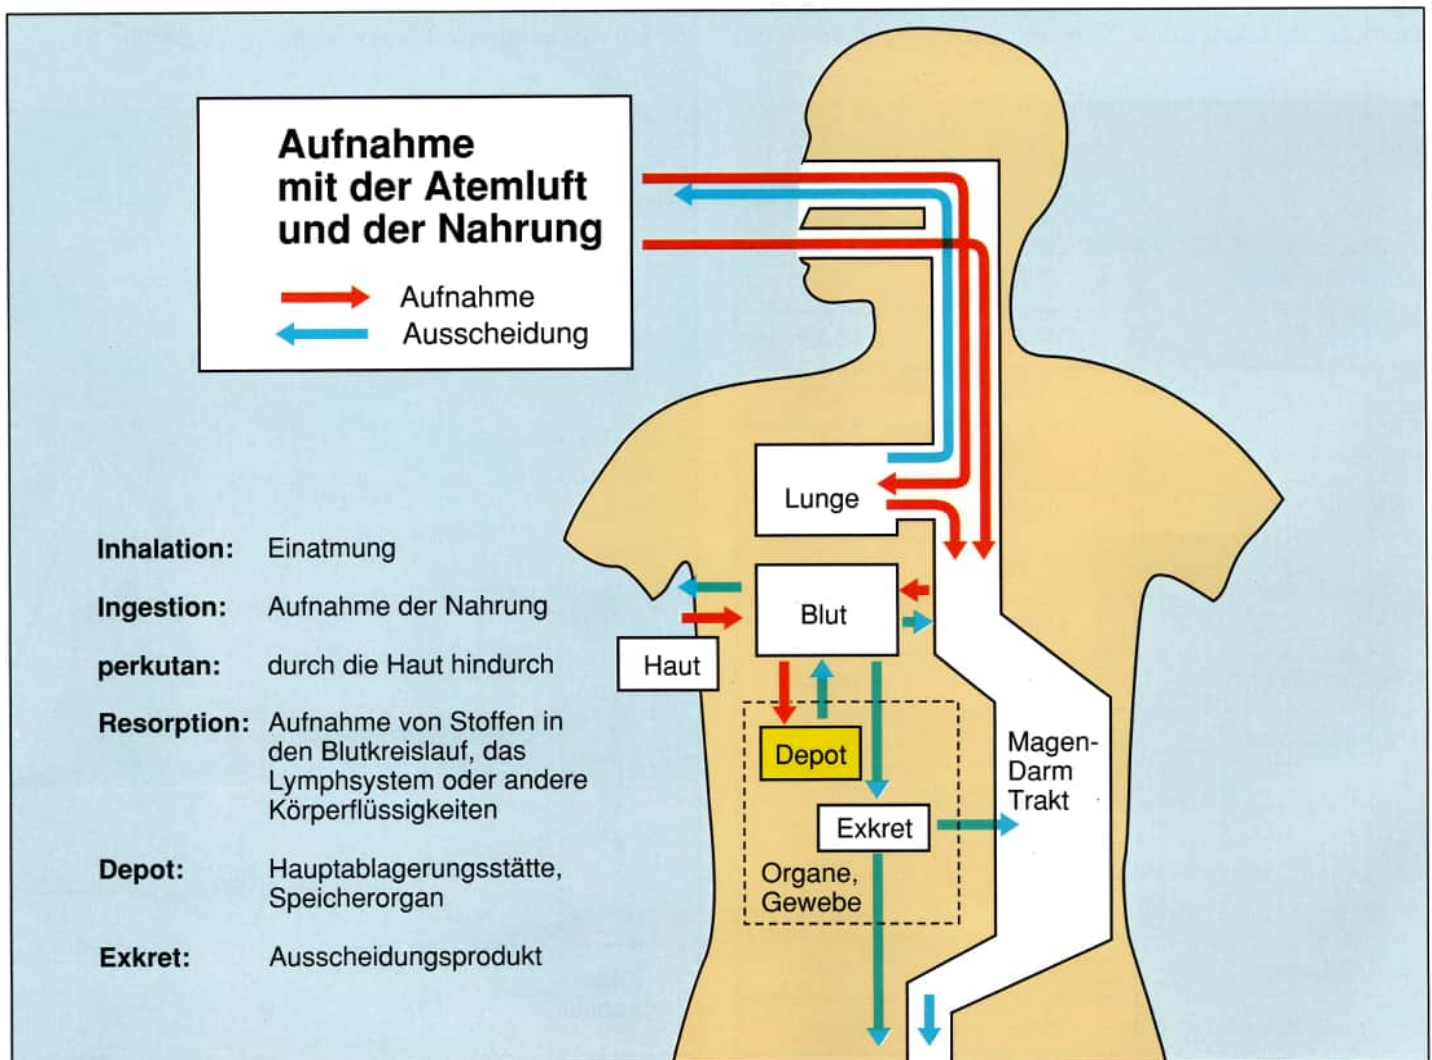 Aufnahme
mit der Atemluft
und der Nahrung
Aufnahme
Ausscheidung
Inhalation: Einatmung
Ingestion: Aufnahme der Nahrung
perkutan: durch die Haut hindurch
Resorption: Aufnahme von Stoffen in
den Blutkreislauf, das
Lymphsystem oder andere
Körperflüssigkeiten
Depot: Hauptablagerungsstätte,
Speicherorgan
Exkret: Ausscheidungsprodukt
Lunge
Blut
Haut
Depot
Exkret
Organe,
Gewebe
Magen-
Darm
Trakt